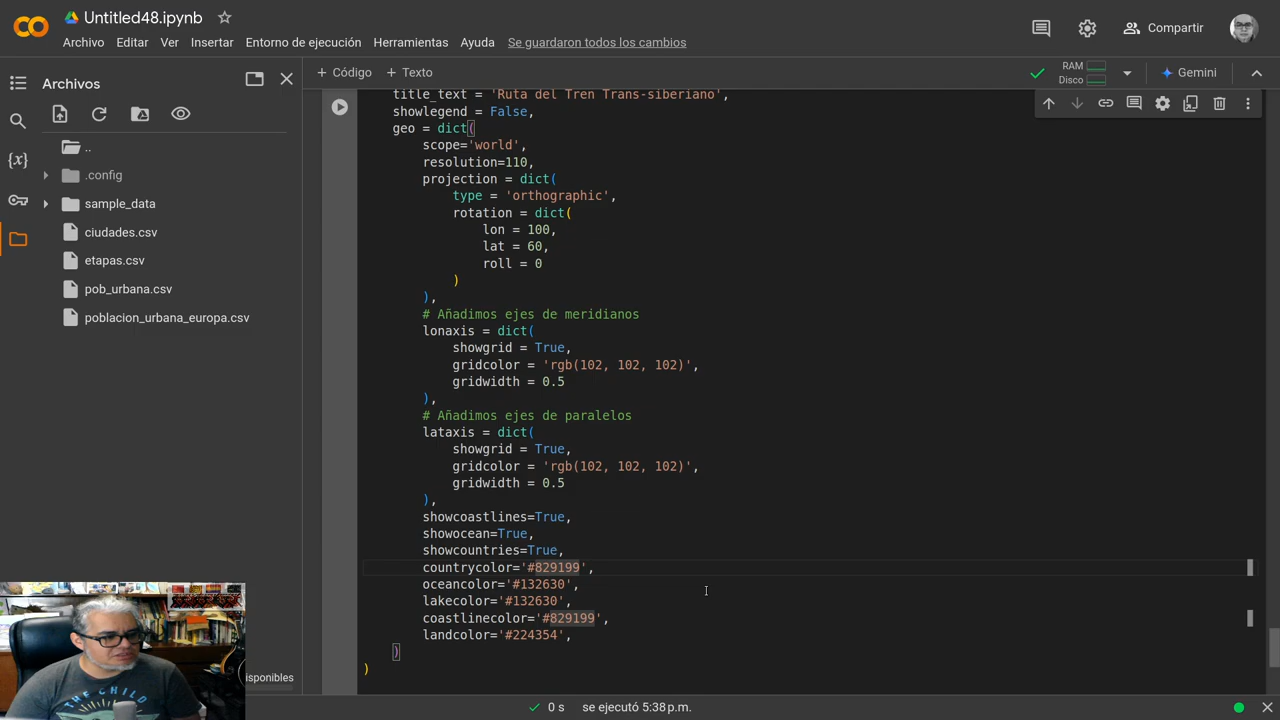 Untitled48.ipynb
Archivo Editar Ver Insertar Entorno de ejecución Herramientas Ayuda Se guardaron todos los cambios
Compartir
Archivos
+ Código + Texto
RAM
Disco
Gemini
..
.config
sample_data
ciudades.csv
etapas.csv
pob_urbana.csv
poblacion_urbana_europa.csv
{x}
title_text = 'Ruta del Tren Trans-siberiano',
showlegend = False,
geo = dict(
scope='world',
resolution=110,
projection = dict(
type = 'orthographic',
rotation = dict(
lon = 100,
lat = 60,
roll = 0
)
),
# Añadimos ejes de meridianos
lonaxis = dict(
showgrid = True,
gridcolor = 'rgb(102, 102, 102)',
gridwidth = 0.5
),
# Añadimos ejes de paralelos
lataxis = dict(
showgrid = True,
gridcolor = 'rgb(102, 102, 102)',
gridwidth = 0.5
),
showcoastlines=True,
showocean=True,
showcountries=True,
countrycolor='#829199',
oceancolor='#132630',
lakecolor='#132630',
coastlinecolor='#829199',
landcolor='#224354',
)
)
isponibles
THE CHILD
0 s se ejecutó 5:38 p.m.